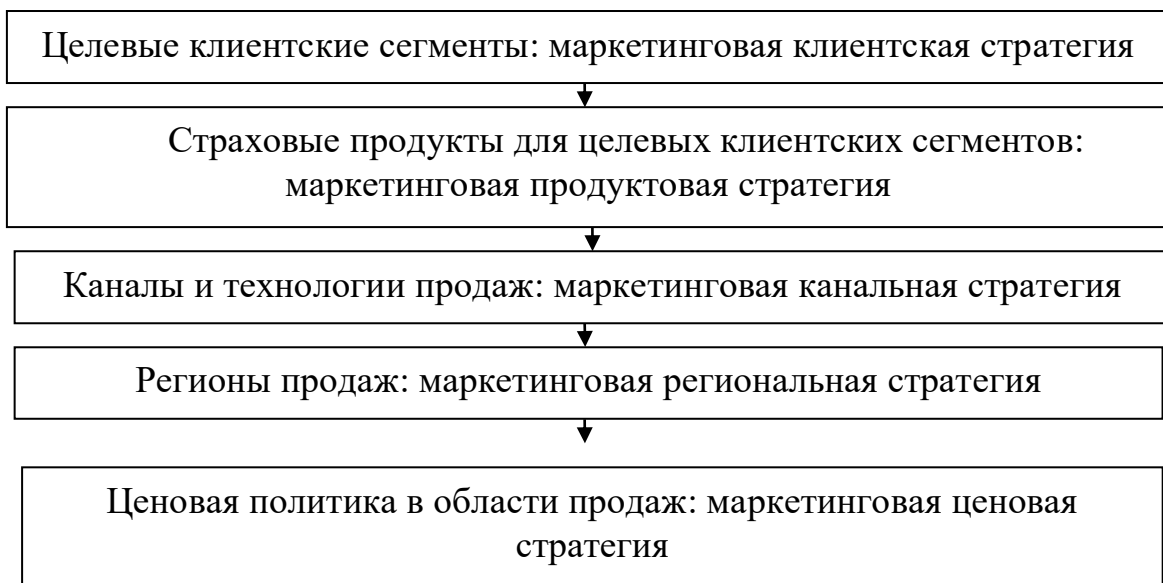 Целевые клиентские сегменты: маркетинговая клиентская стратегия
Страховые продукты для целевых клиентских сегментов:
маркетинговая продуктовая стратегия
Каналы и технологии продаж: маркетинговая канальная стратегия
Регионы продаж: маркетинговая региональная стратегия
Ценовая политика в области продаж: маркетинговая ценовая
стратегия